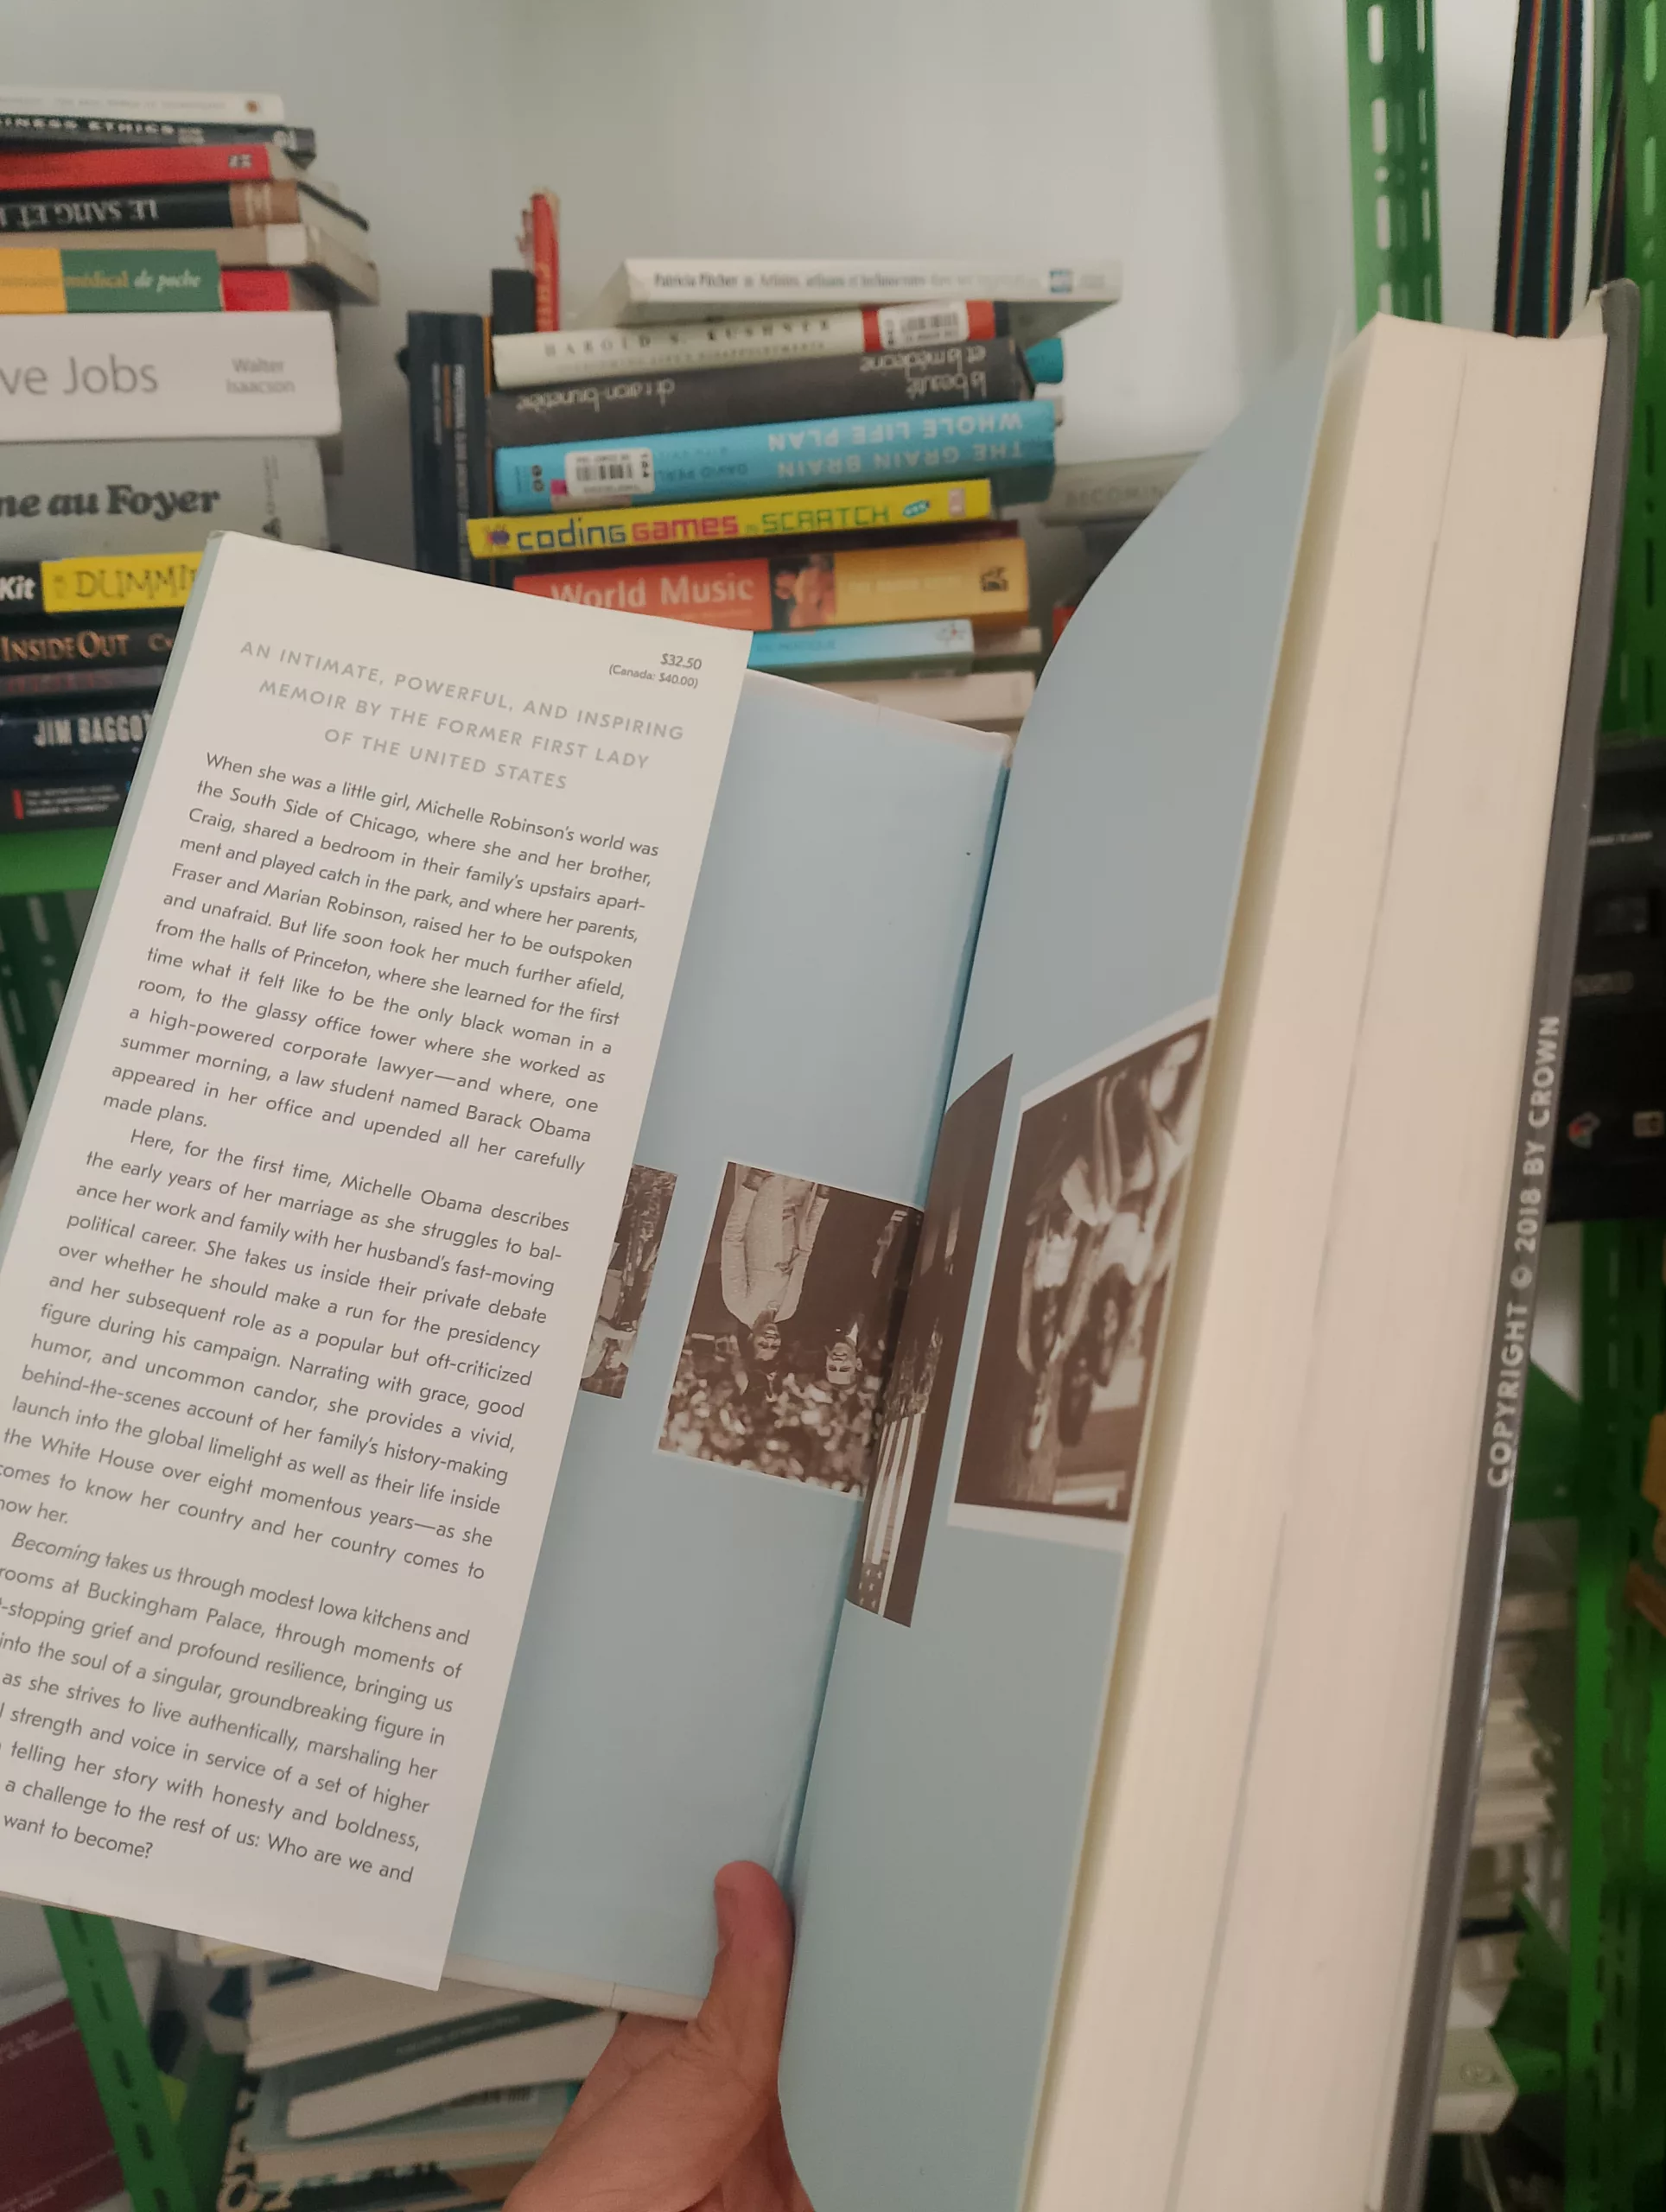 INESS ETHICS
LE SANG ET
médical de poche
ve Jobs
Walter
Isaacson
ne au Foyer
Kit
DUMMI
INSIDEOUT
JIM BAGGO
Patricia Pitcher
HAROLD S. KUSHNER
la beauté
et la médecine
THE GRAIN BRAIN
WHOLE LIFE PLAN
DAVID PERL
coding games in SCRATCH
World Music
BECOMING
$32.50
(Canada: $40.00)
AN INTIMATE, POWERFUL, AND INSPIRING
MEMOIR BY THE FORMER FIRST LADY
OF THE UNITED STATES
When she was a little girl, Michelle Robinson's world was
the South Side of Chicago, where she and her brother,
Craig, shared a bedroom in their family's upstairs apart-
ment and played catch in the park, and where her parents,
Fraser and Marian Robinson, raised her to be outspoken
and unafraid. But life soon took her much further afield,
from the halls of Princeton, where she learned for the first
time what it felt like to be the only black woman in a
room, to the glassy office tower where she worked as
a high-powered corporate lawyer—and where, one
summer morning, a law student named Barack Obama
appeared in her office and upended all her carefully
made plans.
Here, for the first time, Michelle Obama describes
the early years of her marriage as she struggles to bal-
ance her work and family with her husband's fast-moving
political career. She takes us inside their private debate
over whether he should make a run for the presidency
and her subsequent role as a popular but oft-criticized
figure during his campaign. Narrating with grace, good
humor, and uncommon candor, she provides a vivid,
behind-the-scenes account of her family's history-making
launch into the global limelight as well as their life inside
the White House over eight momentous years—as she
comes to know her country and her country comes to
now her.
Becoming takes us through modest Iowa kitchens and
rooms at Buckingham Palace, through moments of
-stopping grief and profound resilience, bringing us
into the soul of a singular, groundbreaking figure in
as she strives to live authentically, marshaling her
l strength and voice in service of a set of higher
telling her story with honesty and boldness,
a challenge to the rest of us: Who are we and
want to become?
COPYRIGHT © 2018 BY CROWN